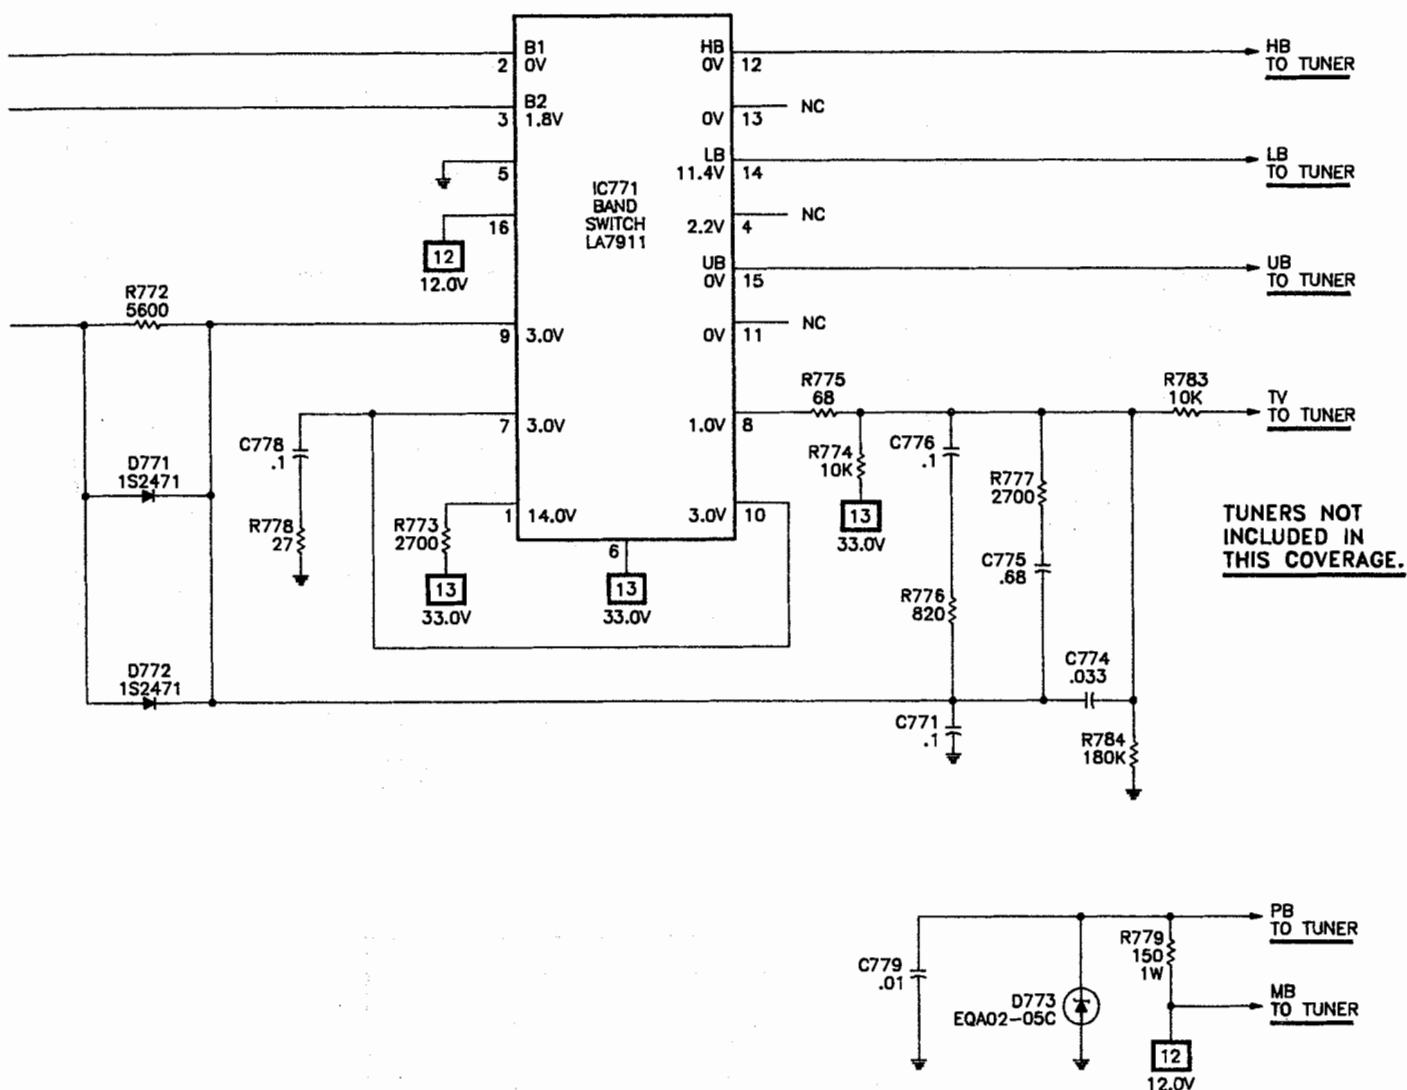 B1
2 0V
B2
3 1.8V
5
16
12
12.0V
R772
5600
9 3.0V
7 3.0V
C778
.1
D771
1S2471
R778
27
R773
2700
1 14.0V
13
33.0V
6
13
33.0V
D772
1S2471
IC771
BAND
SWITCH
LA7911
HB
0V 12
0V 13
NC
LB
11.4V 14
2.2V 4
NC
UB
0V 15
0V 11
NC
1.0V 8
3.0V 10
HB
TO TUNER
LB
TO TUNER
UB
TO TUNER
R775
68
R783
10K
TV
TO TUNER
R774
10K
13
33.0V
C776
.1
R777
2700
C775
.68
R776
820
C774
.033
C771
.1
R784
180K
TUNERS NOT
INCLUDED IN
THIS COVERAGE.
PB
TO TUNER
R779
150
1W
C779
.01
D773
EQA02-05C
MB
TO TUNER
12
12.0V